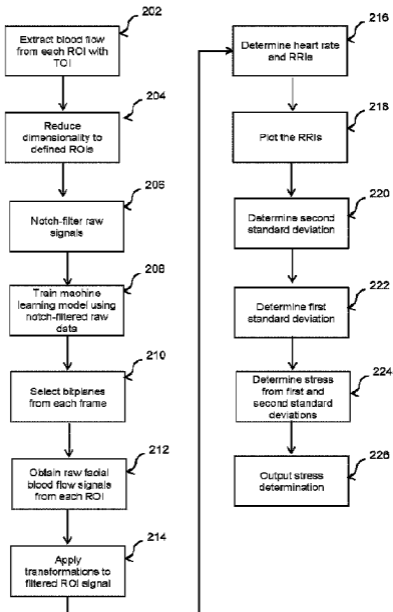 202
Extract blood flow
from each ROI with
TOI
204
Reduce
dimensionality to
defined ROIs
206
Notch-filter raw
signals
208
Train machine
learning model using
notch-filtered raw
data
210
Select bitplanes
from each frame
212
Obtain raw facial
blood flow signals
from each ROI
214
Apply
transformations to
filtered ROI signal
216
Determine heart rate
and RRIs
218
Plot the RRIs
220
Determine second
standard deviation
222
Determine first
standard deviation
224
Determine stress
from first and
second standard
deviations
226
Output stress
determination